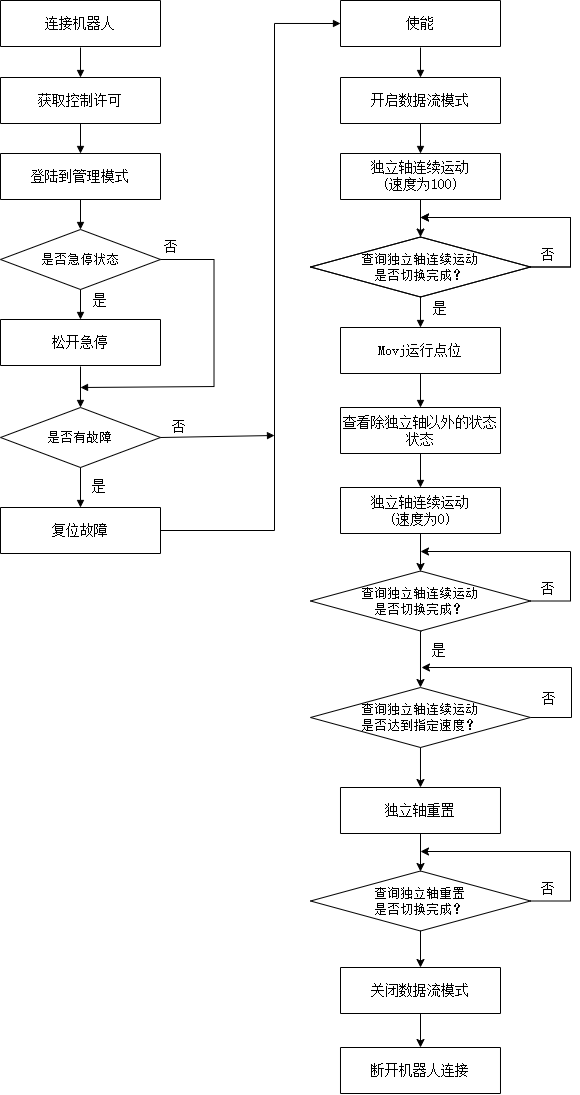 连接机器人
获取控制许可
登陆到管理模式
是否急停状态
否
是
松开急停
是否有故障
否
是
复位故障
使能
开启数据流模式
独立轴连续运动
(速度为100)
查询独立轴连续运动
是否切换完成？
否
是
Movj运行点位
查看除独立轴以外的状态
状态
独立轴连续运动
(速度为0)
查询独立轴连续运动
是否切换完成？
否
是
查询独立轴连续运动
是否达到指定速度？
否
独立轴重置
查询独立轴重置
是否切换完成？
否
关闭数据流模式
断开机器人连接